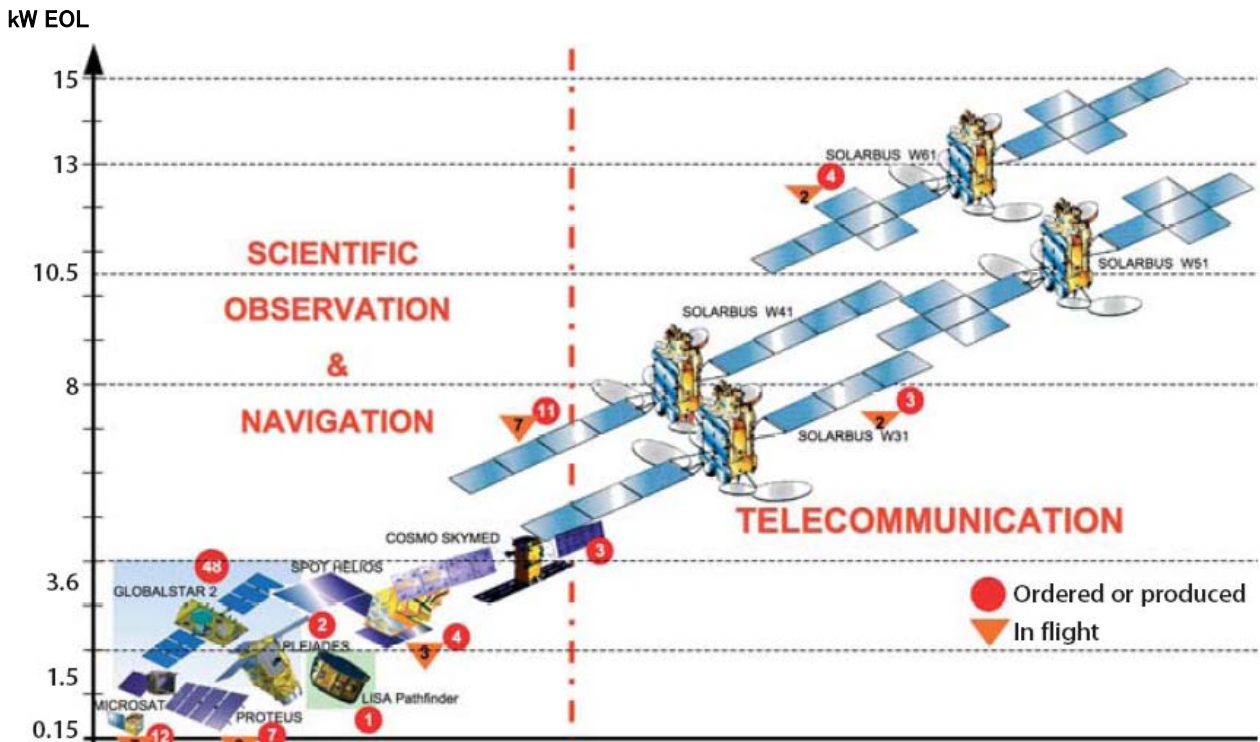 kW EOL
15
13
10.5
8
3.6
1.5
0.15
SCIENTIFIC
OBSERVATION
&
NAVIGATION
TELECOMMUNICATION
SOLARBUS W61
4
2
SOLARBUS W51
SOLARBUS W41
11
7
SOLARBUS W31
3
2
COSMO SKYMED
3
SPOT HELIOS
4
3
48
GLOBALSTAR 2
2
PLEIADES
LISA Pathfinder
1
MICROSAT
12
PROTEUS
7
Ordered or produced
In flight